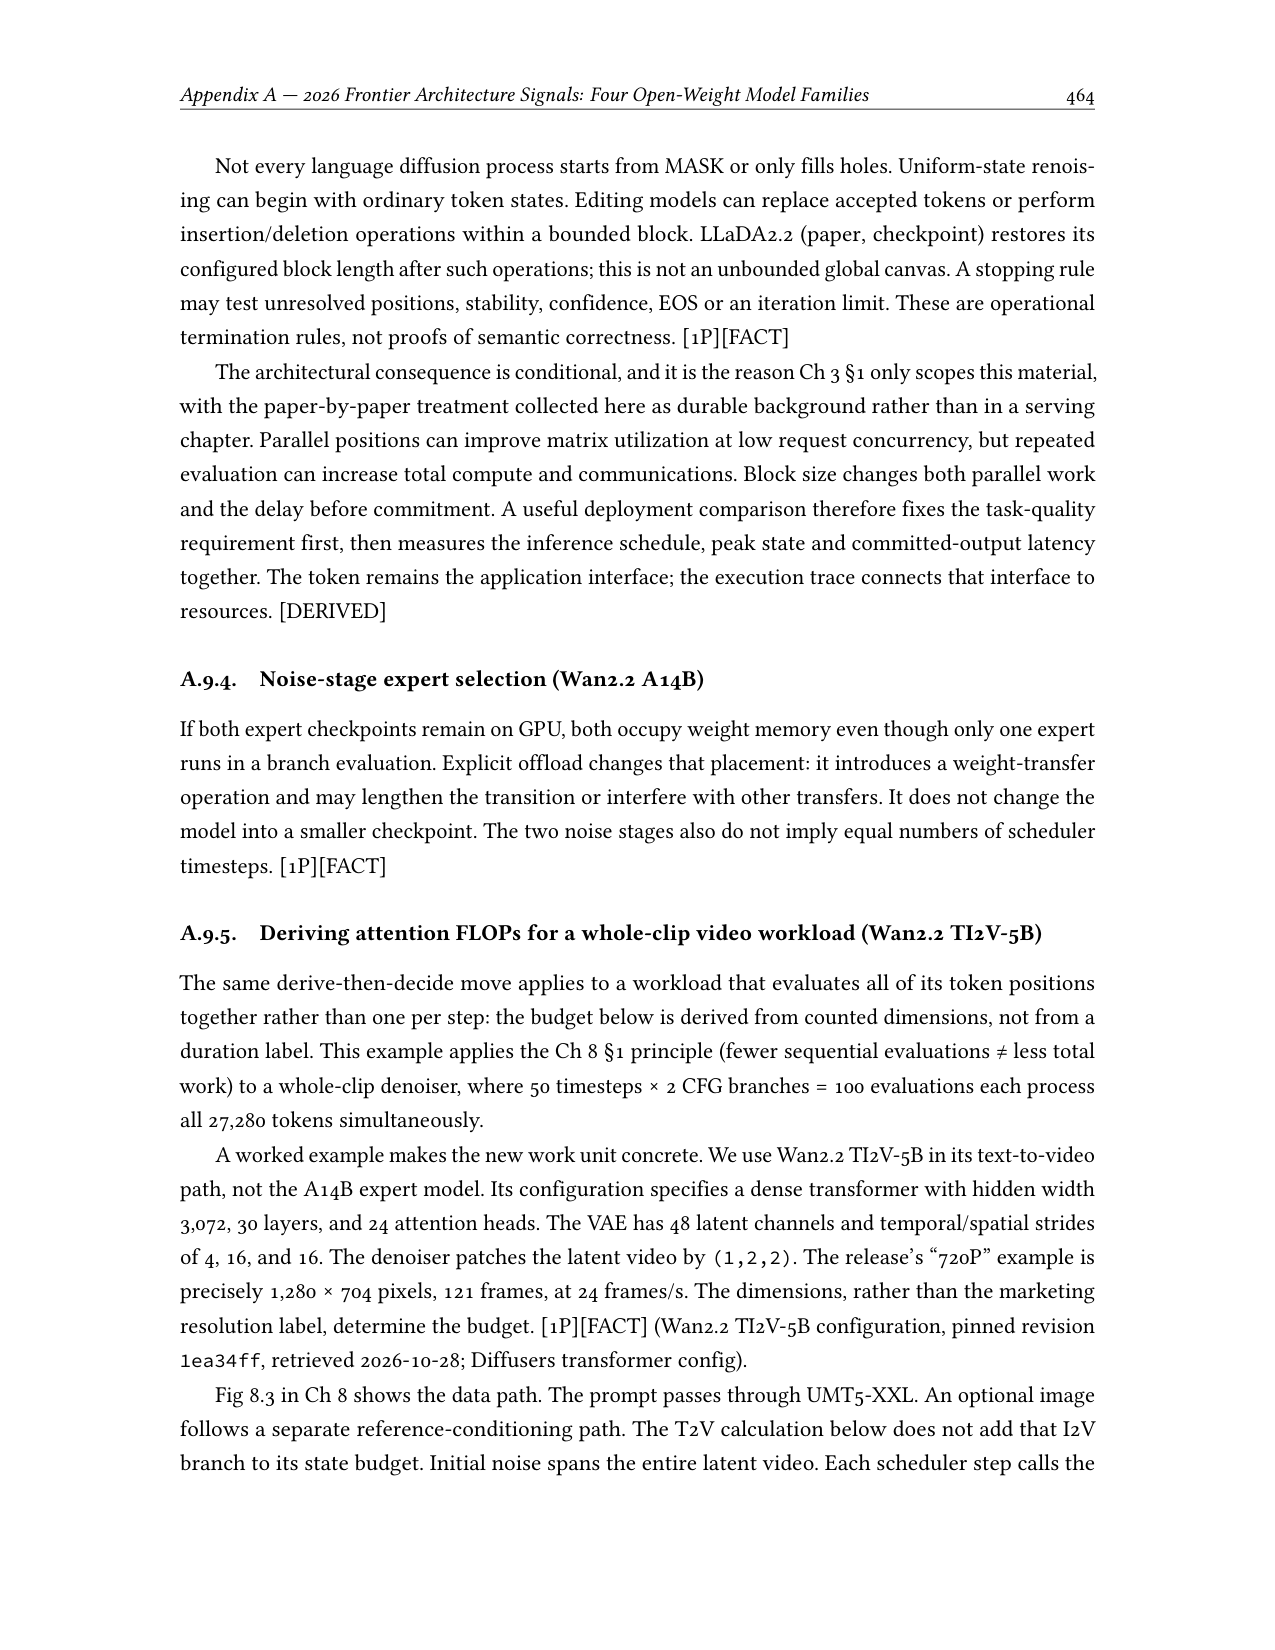 Appendix A — 2026 Frontier Architecture Signals: Four Open-Weight Model Families 464
Not every language diffusion process starts from MASK or only fills holes. Uniform-state renois-
ing can begin with ordinary token states. Editing models can replace accepted tokens or perform
insertion/deletion operations within a bounded block. LLaDA2.2 (paper, checkpoint) restores its
configured block length after such operations; this is not an unbounded global canvas. A stopping rule
may test unresolved positions, stability, confidence, EOS or an iteration limit. These are operational
termination rules, not proofs of semantic correctness. [1P][FACT]
The architectural consequence is conditional, and it is the reason Ch 3 §1 only scopes this material,
with the paper-by-paper treatment collected here as durable background rather than in a serving
chapter. Parallel positions can improve matrix utilization at low request concurrency, but repeated
evaluation can increase total compute and communications. Block size changes both parallel work
and the delay before commitment. A useful deployment comparison therefore fixes the task-quality
requirement first, then measures the inference schedule, peak state and committed-output latency
together. The token remains the application interface; the execution trace connects that interface to
resources. [DERIVED]
A.9.4. Noise-stage expert selection (Wan2.2 A14B)
If both expert checkpoints remain on GPU, both occupy weight memory even though only one expert
runs in a branch evaluation. Explicit offload changes that placement: it introduces a weight-transfer
operation and may lengthen the transition or interfere with other transfers. It does not change the
model into a smaller checkpoint. The two noise stages also do not imply equal numbers of scheduler
timesteps. [1P][FACT]
A.9.5. Deriving attention FLOPs for a whole-clip video workload (Wan2.2 TI2V-5B)
The same derive-then-decide move applies to a workload that evaluates all of its token positions
together rather than one per step: the budget below is derived from counted dimensions, not from a
duration label. This example applies the Ch 8 §1 principle (fewer sequential evaluations ≠ less total
work) to a whole-clip denoiser, where 50 timesteps × 2 CFG branches = 100 evaluations each process
all 27,280 tokens simultaneously.
A worked example makes the new work unit concrete. We use Wan2.2 TI2V-5B in its text-to-video
path, not the A14B expert model. Its configuration specifies a dense transformer with hidden width
3,072, 30 layers, and 24 attention heads. The VAE has 48 latent channels and temporal/spatial strides
of 4, 16, and 16. The denoiser patches the latent video by (1,2,2). The release’s “720P” example is
precisely 1,280 × 704 pixels, 121 frames, at 24 frames/s. The dimensions, rather than the marketing
resolution label, determine the budget. [1P][FACT] (Wan2.2 TI2V-5B configuration, pinned revision
1ea34ff, retrieved 2026-10-28; Diffusers transformer config).
Fig 8.3 in Ch 8 shows the data path. The prompt passes through UMT5-XXL. An optional image
follows a separate reference-conditioning path. The T2V calculation below does not add that I2V
branch to its state budget. Initial noise spans the entire latent video. Each scheduler step calls the